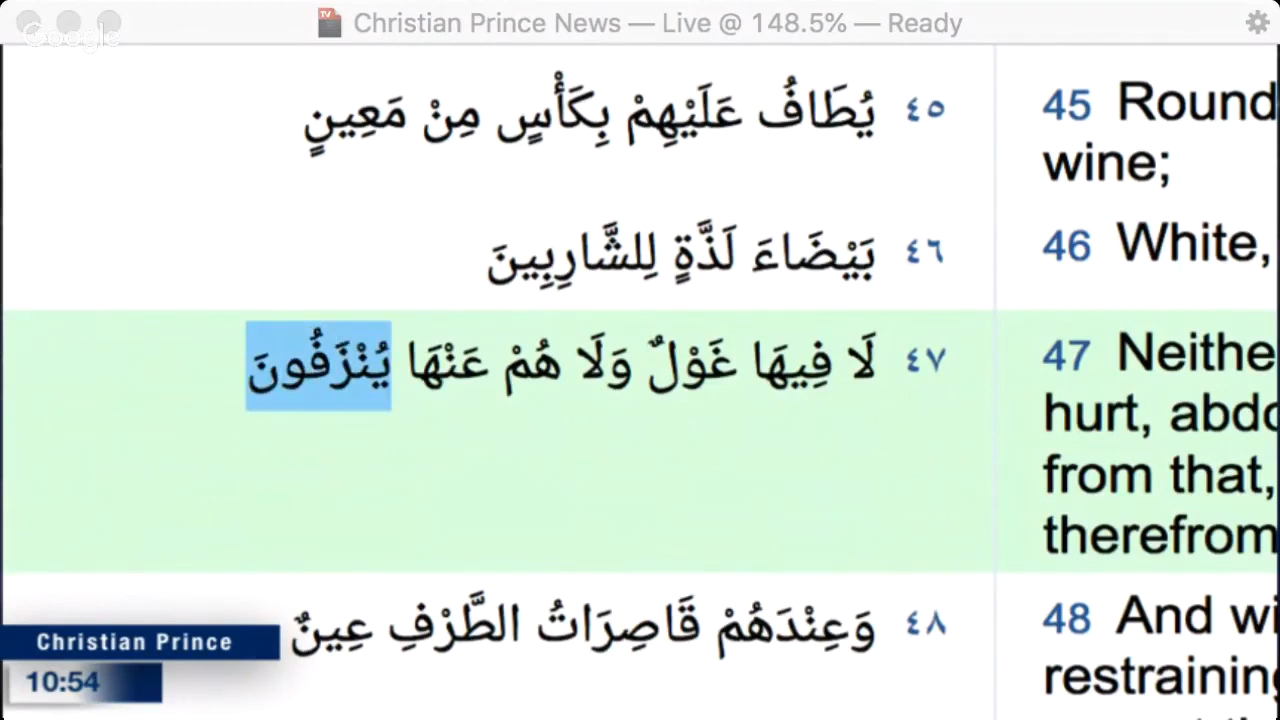 Christian Prince News — Live @ 148.5% — Ready
Google
TV
يُطَافُ عَلَيْهِمْ بِكَأْسٍ مِنْ مَعِينٍ ٤٥
45 Round
wine;
بَيْضَاءَ لَذَّةٍ لِلشَّارِبِينَ ٤٦
46 White,
لَا فِيهَا غَوْلٌ وَلَا هُمْ عَنْهَا يُنْزَفُونَ ٤٧
47 Neithe
hurt, abdo
from that,
therefrom
وَعِنْدَهُمْ قَاصِرَاتُ الطَّرْفِ عِينٌ ٤٨
48 And wi
restraining
Christian Prince
10:54